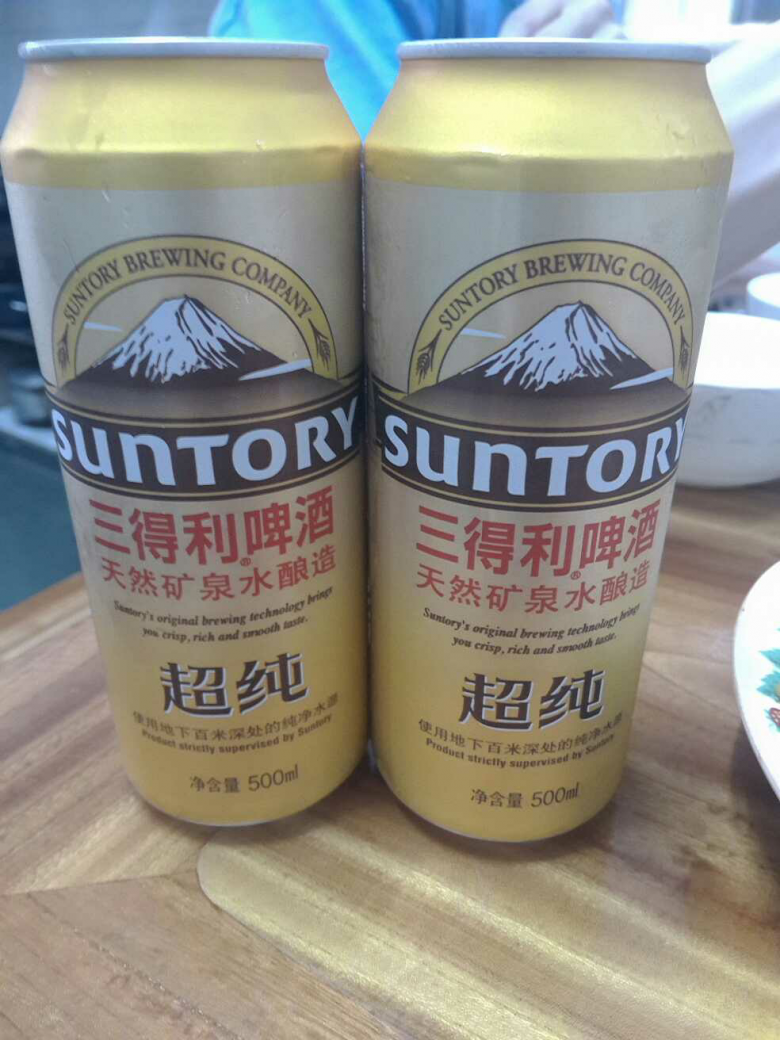 SUNTORY BREWING COMPANY
SUNTORY
三得利®啤酒
天然矿泉水酿造
Suntory's original brewing technology brings
you crisp, rich and smooth taste.
超纯
使用地下百米深处的纯净水源
Product strictly supervised by Suntory
净含量 500ml
SUNTORY BREWING COMPANY
SUNTORY
三得利®啤酒
天然矿泉水酿造
Suntory's original brewing technology brings
you crisp, rich and smooth taste.
超纯
使用地下百米深处的纯净水源
Product strictly supervised by Suntory
净含量 500ml